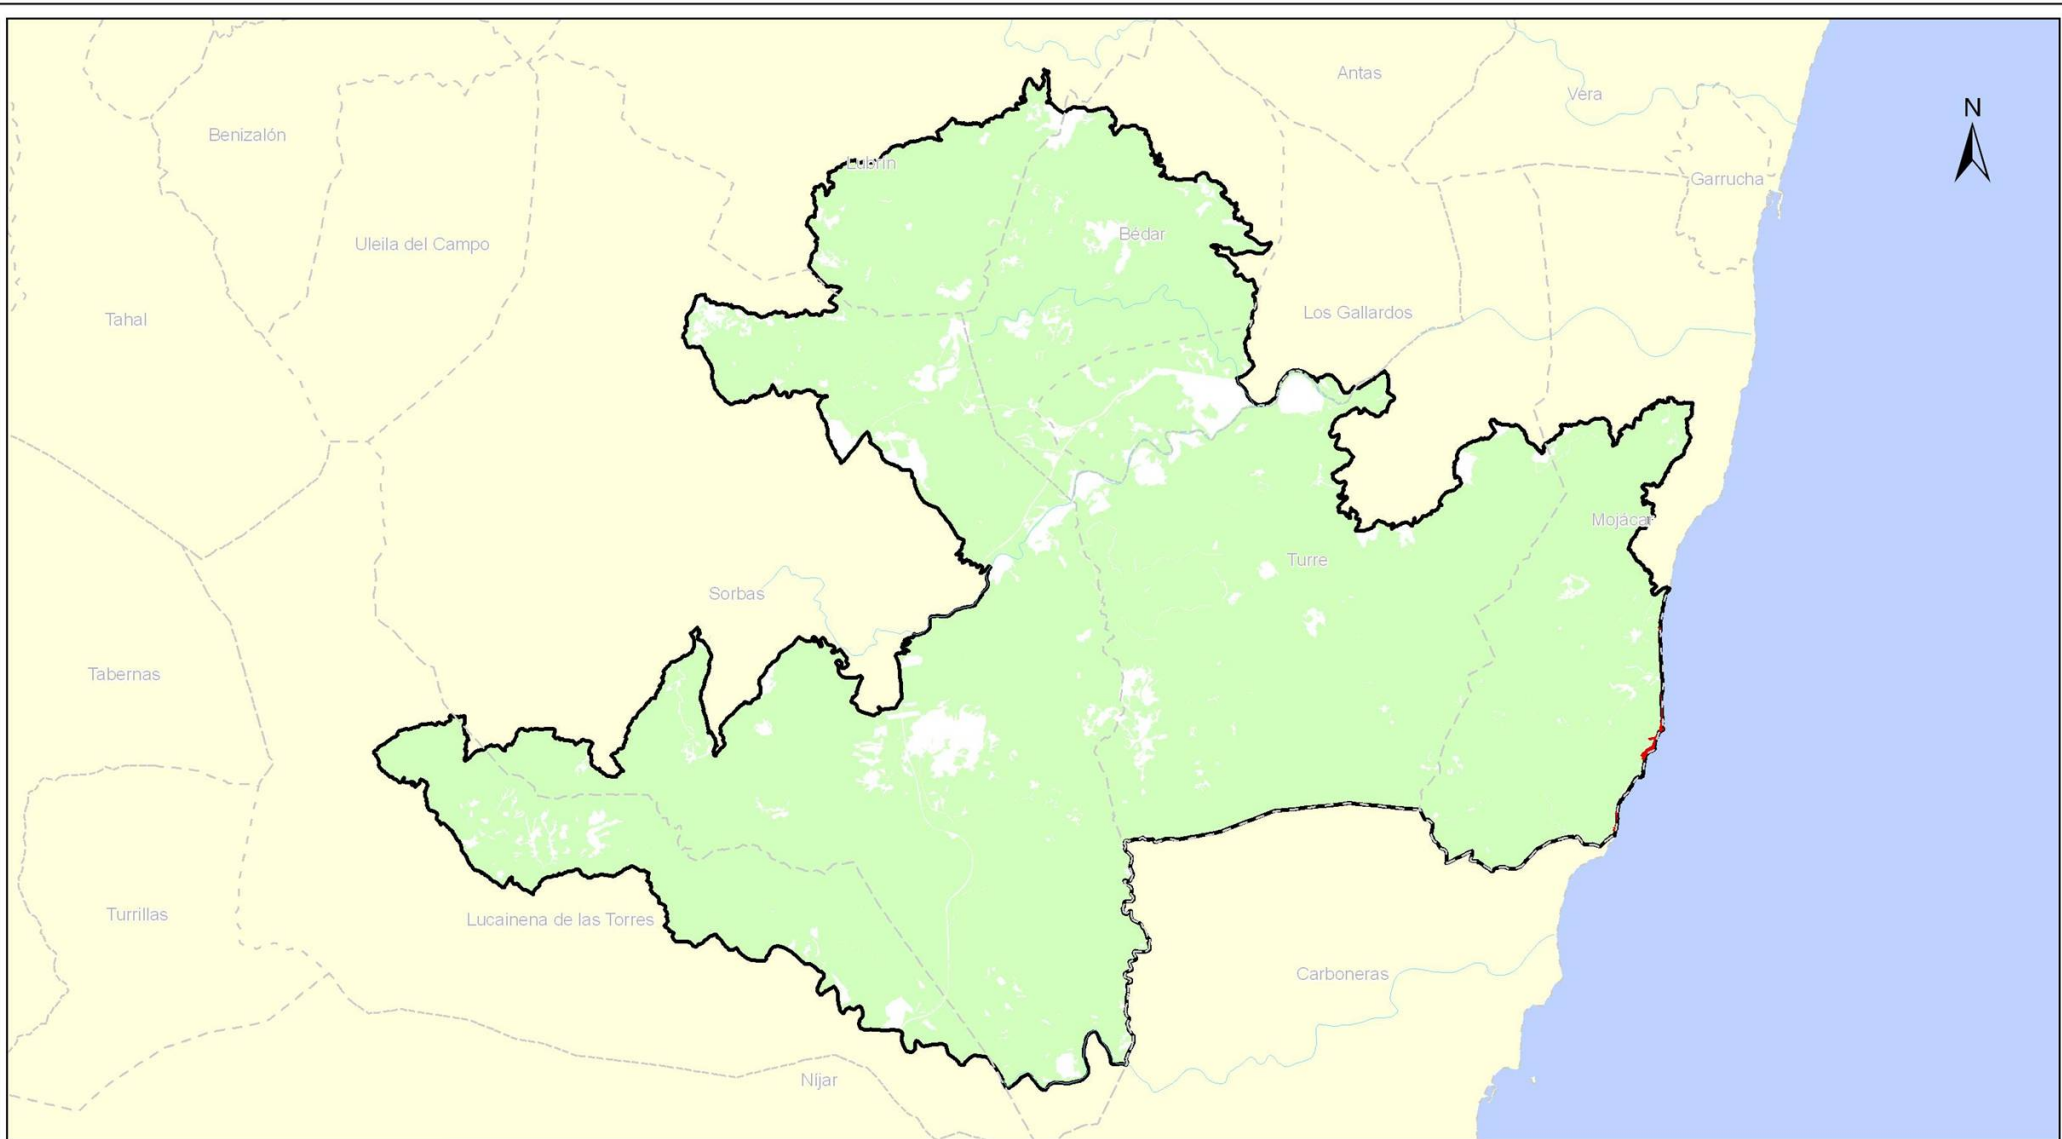 Antas
Vera
N
Benizalón
Lubrín
Garrucha
Bédar
Uleila del Campo
Los Gallardos
Tahal
Mojácar
Turre
Sorbas
Tabernas
Turrillas
Lucainena de las Torres
Carboneras
Níjar